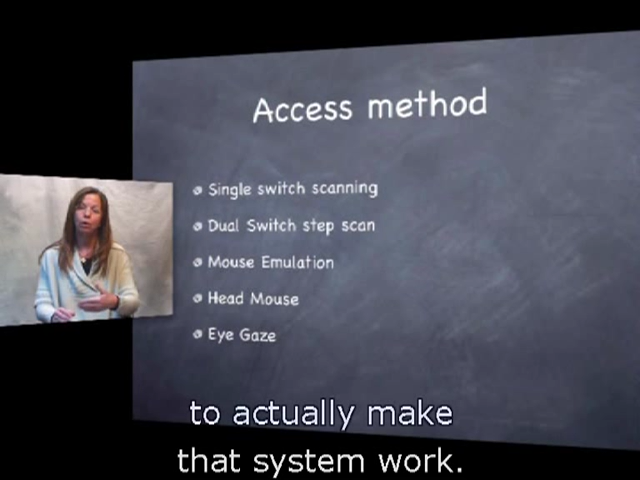 Access method
Single switch scanning
Dual Switch step scan
Mouse Emulation
Head Mouse
Eye Gaze
to actually make
that system work.